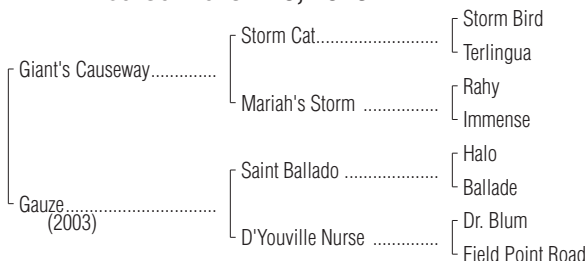 Storm Bird
Storm Cat..............................
Terlingua
Giant's Causeway..............
Rahy
Mariah's Storm ..................
Immense
Halo
Saint Ballado ......................
Ballade
Gauze...................................
Dr. Blum
(2003)
D'Youville Nurse ................
Field Point Road